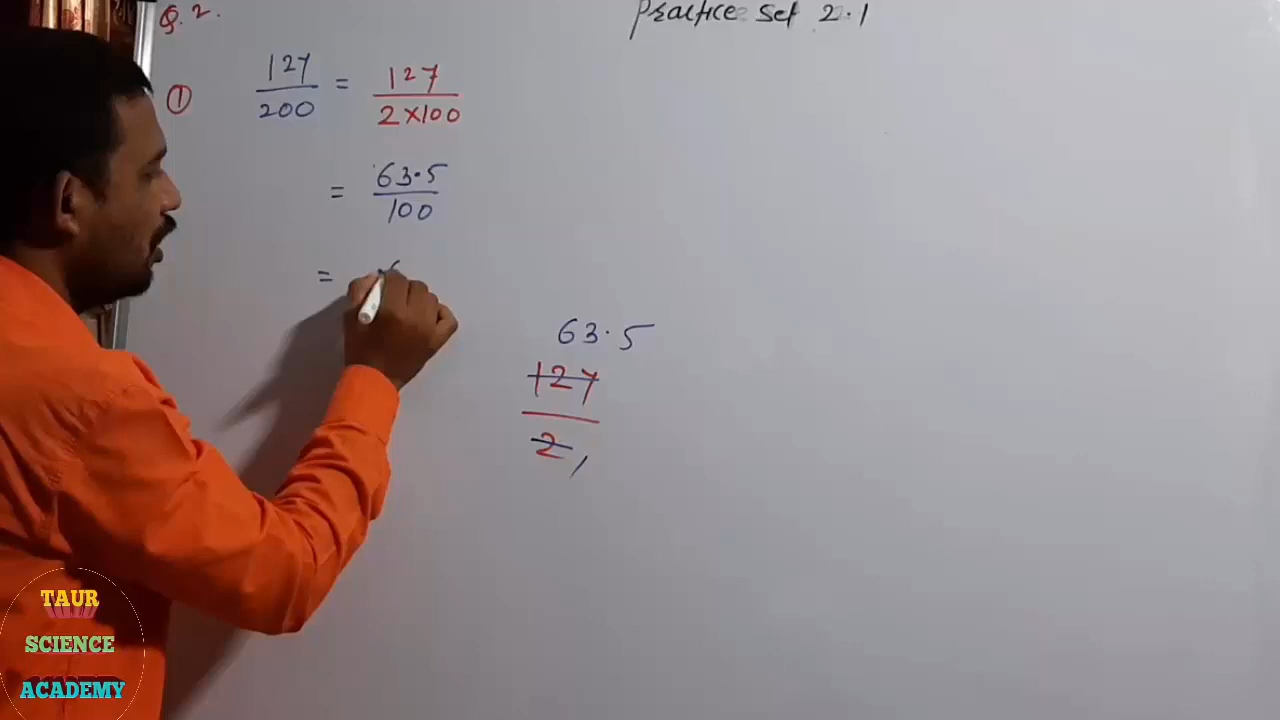 Practice Set 2.1
Q.2.
① 127/200 = 127/2×100
= 63.5/100
=
63.5
127
2
TAUR
SCIENCE
ACADEMY